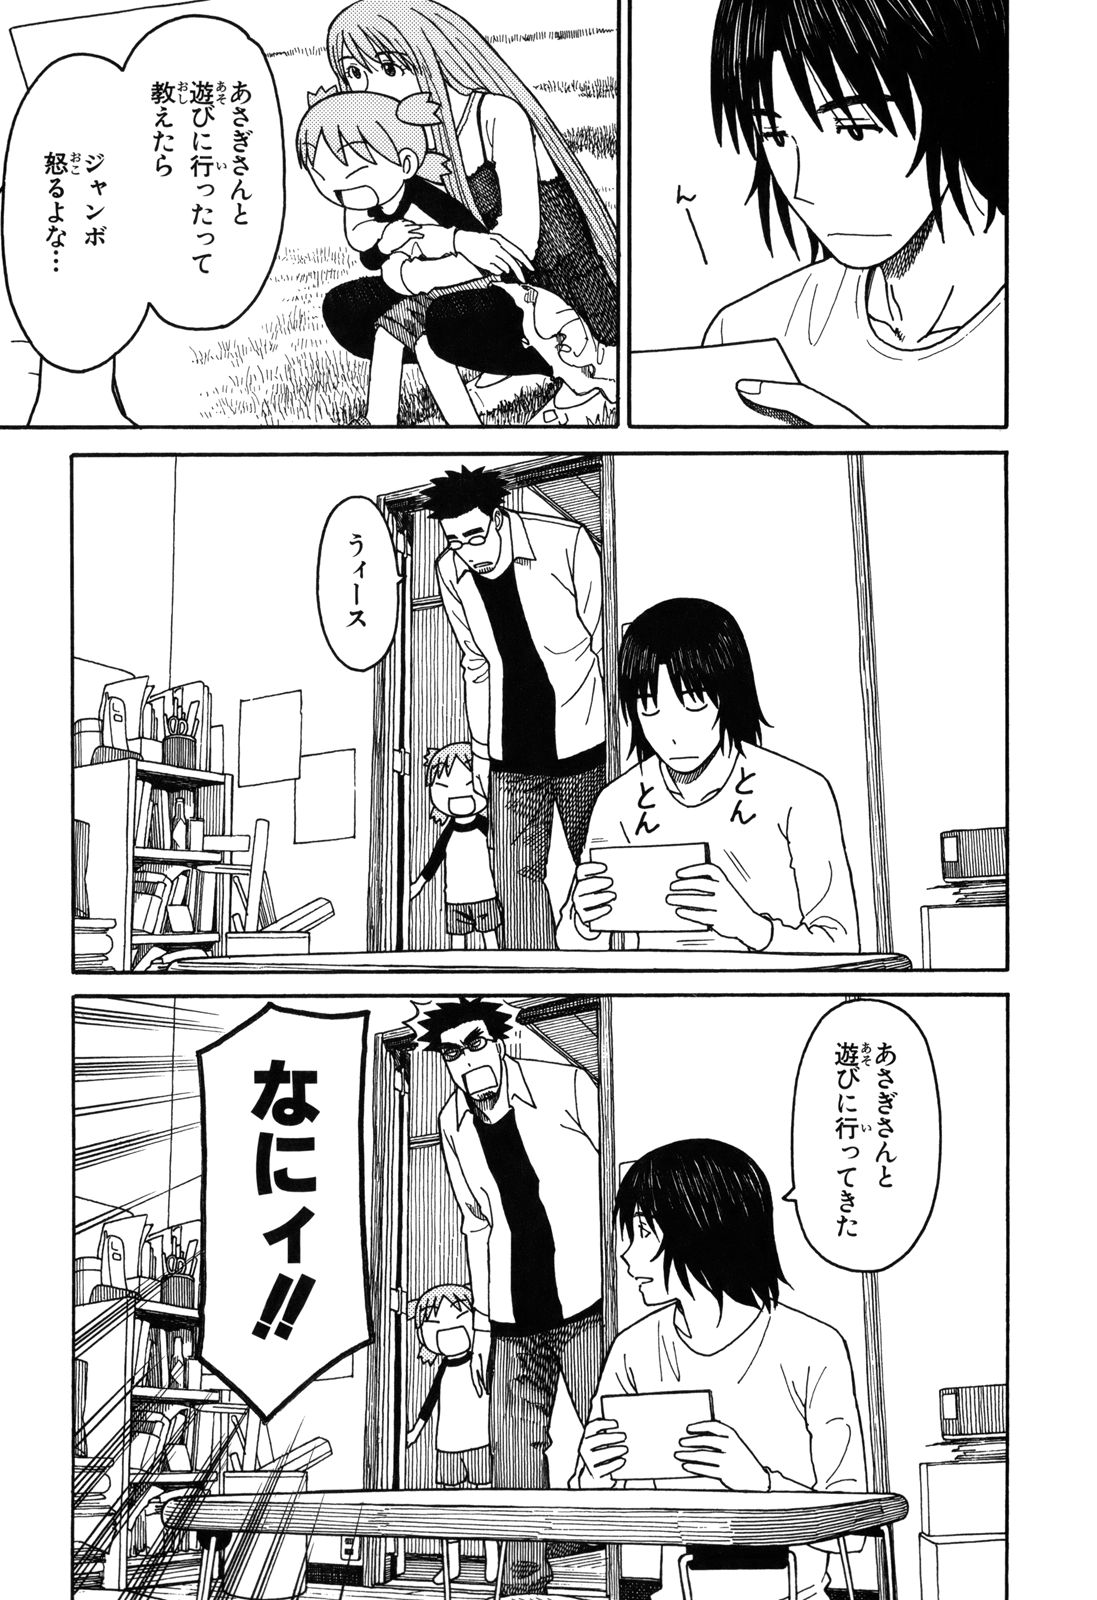 んー
あさぎさんと
遊びに行ったって
教えたら
ジャンボ
怒るよな…
うィース
とん
とん
あさぎさんと
遊びに行ってきた
なにィ!!